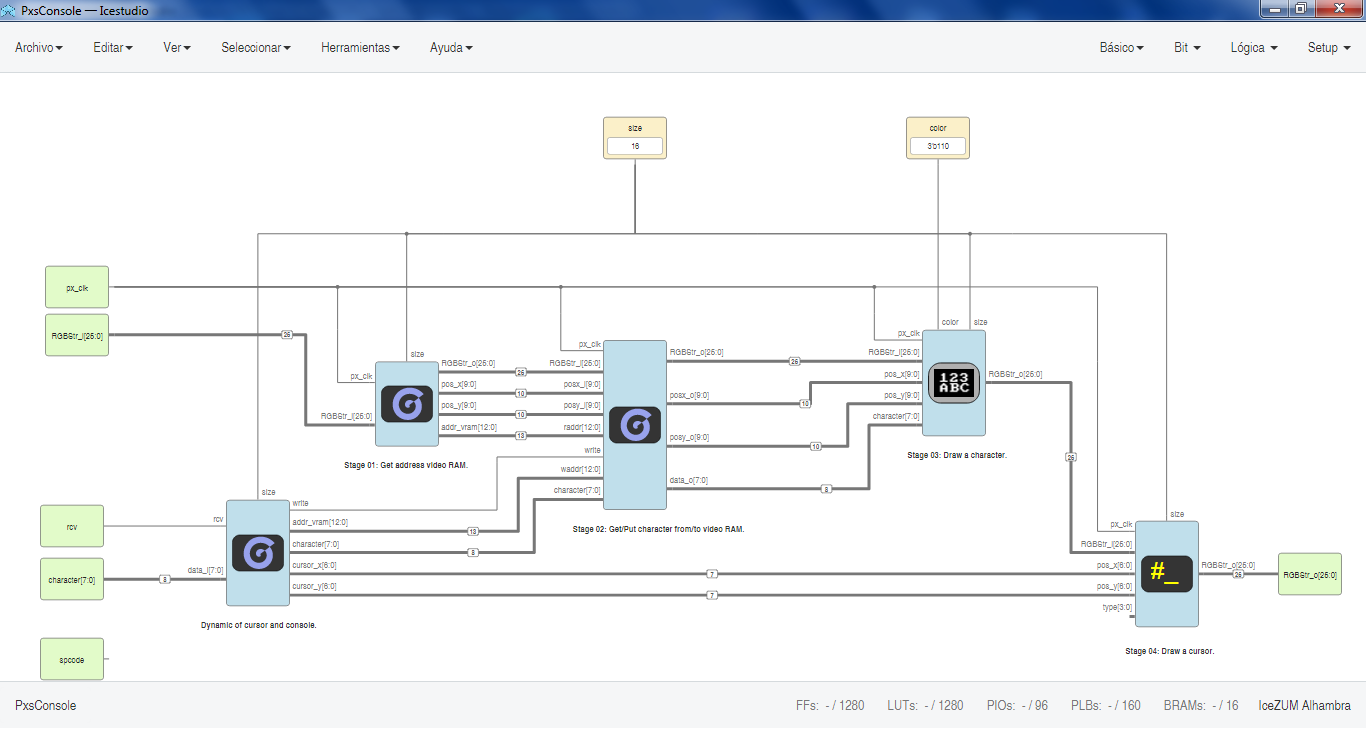 PxsConsole — Icestudio
Archivo Editar Ver Seleccionar Herramientas Ayuda Básico Bit Lógica Setup
size
16
color
3'b110
px_clk
RGBStr_i[25:0]
26
size
px_clk
RGBStr_i[25:0]
RGBStr_o[25:0]
pos_x[9:0]
pos_y[9:0]
addr_vram[12:0]
26
10
10
13
Stage 01: Get address video RAM.
px_clk
RGBStr_i[25:0]
posx_i[9:0]
posy_i[9:0]
raddr[12:0]
write
waddr[12:0]
character[7:0]
RGBStr_o[25:0]
posx_o[9:0]
posy_o[9:0]
data_o[7:0]
26
10
10
8
Stage 02: Get/Put character from/to video RAM.
color
size
px_clk
RGBStr_i[25:0]
pos_x[9:0]
pos_y[9:0]
character[7:0]
123
ABC
RGBStr_o[25:0]
26
Stage 03: Draw a character.
rcv
character[7:0]
8
spcode
size
rcv
data_i[7:0]
write
addr_vram[12:0]
character[7:0]
cursor_x[6:0]
cursor_y[6:0]
13
8
7
7
Dynamic of cursor and console.
size
px_clk
RGBStr_i[25:0]
pos_x[6:0]
pos_y[6:0]
type[3:0]
#_
RGBStr_o[25:0]
26
RGBStr_o[25:0]
Stage 04: Draw a cursor.
PxsConsole FFs: - / 1280 LUTs: - / 1280 PIOs: - / 96 PLBs: - / 160 BRAMs: - / 16 IceZUM Alhambra